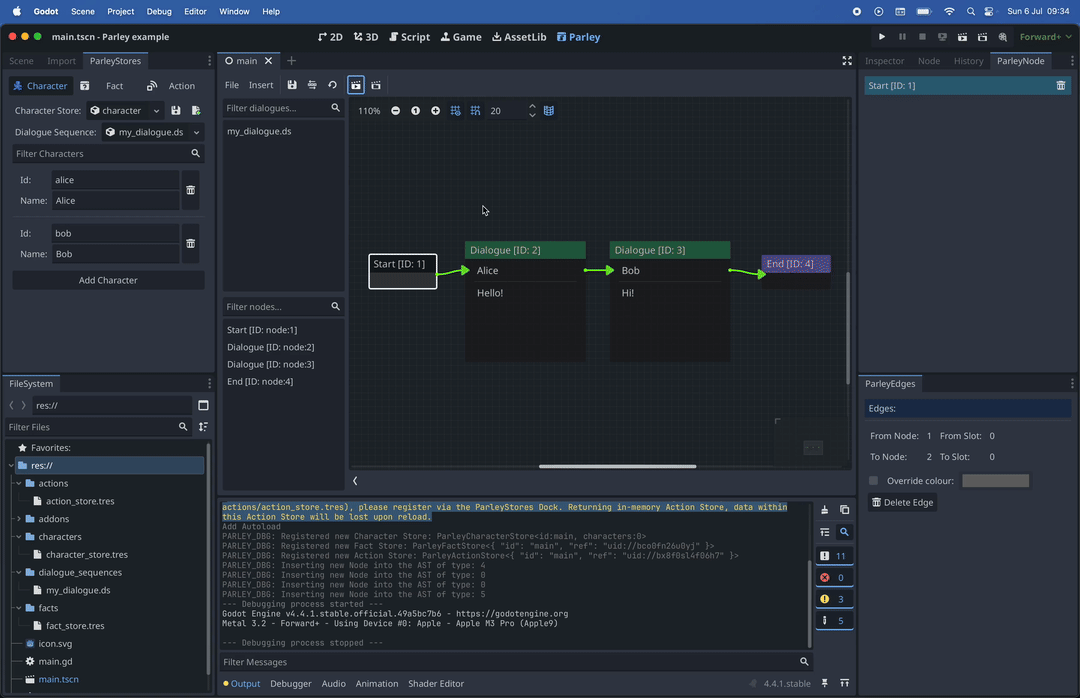 Godot Scene Project Debug Editor Window Help Sun 6 Jul 09:34
main.tscn - Parley example 2D 3D Script Game AssetLib Parley Forward+
Scene Import ParleyStores
Character Fact Action
Character Store: character
Dialogue Sequence: my_dialogue.ds
Filter Characters
Id: alice
Name: Alice
Id: bob
Name: Bob
Add Character
FileSystem
res://
Filter Files
Favorites:
res://
actions
action_store.tres
addons
characters
character_store.tres
dialogue_sequences
my_dialogue.ds
facts
fact_store.tres
icon.svg
main.gd
main.tscn
main
File Insert
Filter dialogues...
my_dialogue.ds
Filter nodes...
Start [ID: node:1]
Dialogue [ID: node:2]
Dialogue [ID: node:3]
End [ID: node:4]
110% 20
Start [ID: 1]
Dialogue [ID: 2]
Alice
Hello!
Dialogue [ID: 3]
Bob
Hi!
End [ID: 4]
actions/action_store.tres), please register via the ParleyStores Dock. Returning in-memory Action Store, data within
this Action Store will be lost upon reload.
Add Autoload
PARLEY_DBG: Registered new Character Store: ParleyCharacterStore<id:main, characters:0>
PARLEY_DBG: Registered new Fact Store: ParleyFactStore<{ "id": "main", "ref": "uid://bco0fn26u0yj" }>
PARLEY_DBG: Registered new Action Store: ParleyActionStore<{ "id": "main", "ref": "uid://bx8f0sl4f06h7" }>
PARLEY_DBG: Inserting new Node into the AST of type: 4
PARLEY_DBG: Inserting new Node into the AST of type: 0
PARLEY_DBG: Inserting new Node into the AST of type: 0
PARLEY_DBG: Inserting new Node into the AST of type: 5
--- Debugging process started ---
Godot Engine v4.4.1.stable.official.49a5bc7b6 - https://godotengine.org
Metal 3.2 - Forward+ - Using Device #0: Apple - Apple M3 Pro (Apple9)
--- Debugging process stopped ---
Filter Messages
11
0
3
5
Output Debugger Audio Animation Shader Editor 4.4.1.stable
Inspector Node History ParleyNode
Start [ID: 1]
ParleyEdges
Edges:
From Node: 1 From Slot: 0
To Node: 2 To Slot: 0
Override colour:
Delete Edge